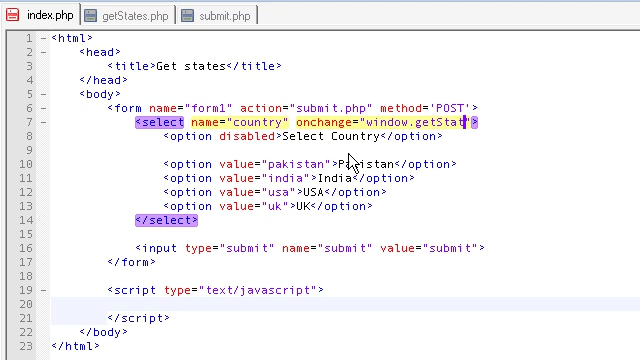 index.php getStates.php submit.php
1 <html>
2 <head>
3 <title>Get states</title>
4 </head>
5 <body>
6 <form name="form1" action="submit.php" method='POST'>
7 <select name="country" onchange="window.getStat">
8 <option disabled>Select Country</option>
9
10 <option value="pakistan">Pakistan</option>
11 <option value="india">India</option>
12 <option value="usa">USA</option>
13 <option value="uk">UK</option>
14 </select>
15
16 <input type="submit" name="submit" value="submit">
17 </form>
18
19 <script type="text/javascript">
20
21 </script>
22 </body>
23 </html>